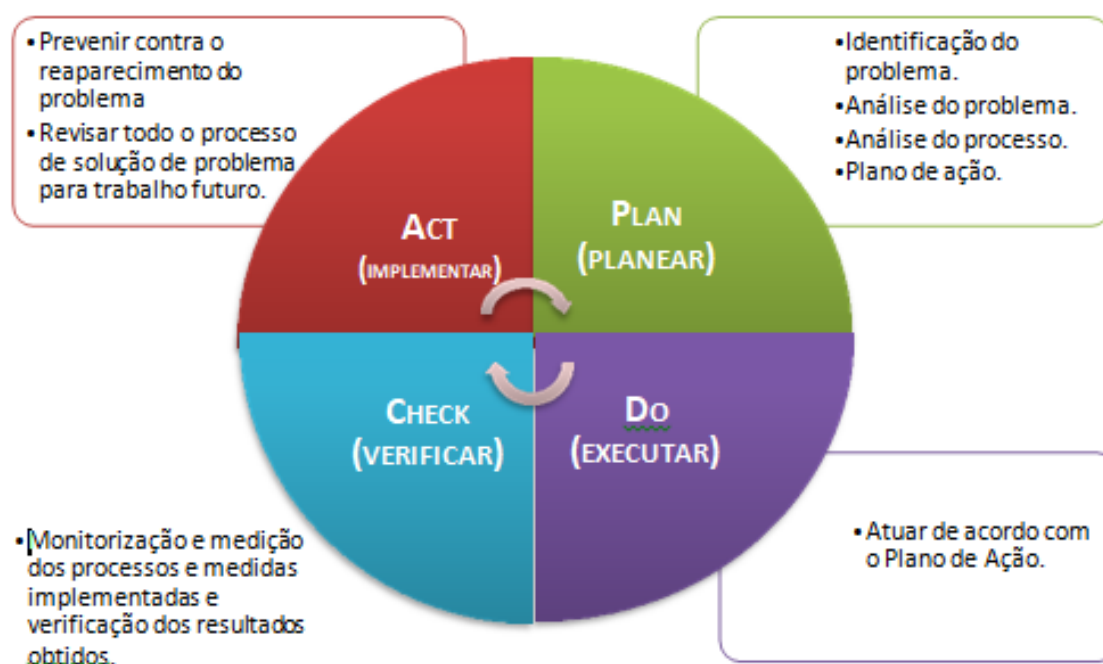 •Prevenir contra o
reaparecimento do
problema
•Revisar todo o processo
de solução de problema
para trabalho futuro.
•Identificação do
problema.
•Análise do problema.
•Análise do processo.
•Plano de ação.
ACT
(IMPLEMENTAR)
PLAN
(PLANEAR)
CHECK
(VERIFICAR)
DO
(EXECUTAR)
•Monitorização e medição
dos processos e medidas
implementadas e
verificação dos resultados
obtidos.
•Atuar de acordo com
o Plano de Ação.